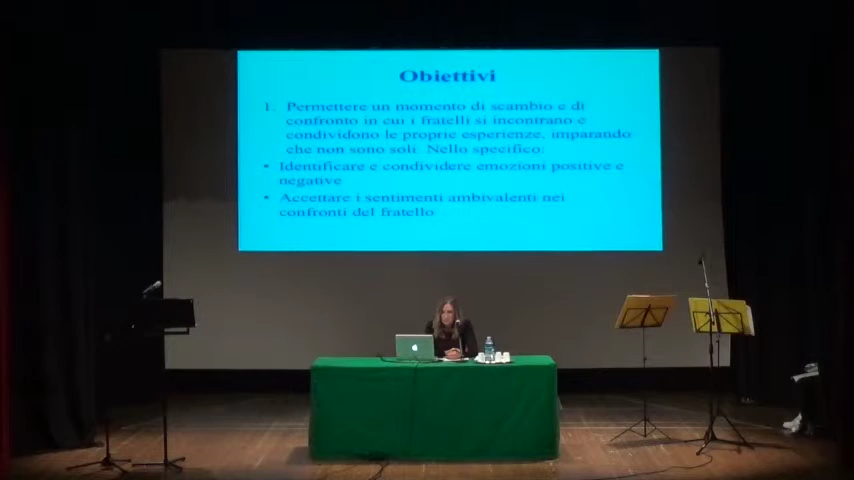 Obiettivi
1. Permettere un momento di scambio e di
confronto in cui i fratelli si incontrano e
condividono le proprie esperienze, imparando
che non sono soli. Nello specifico:
• Identificare e condividere emozioni positive e
negative
• Accettare i sentimenti ambivalenti nei
confronti del fratello